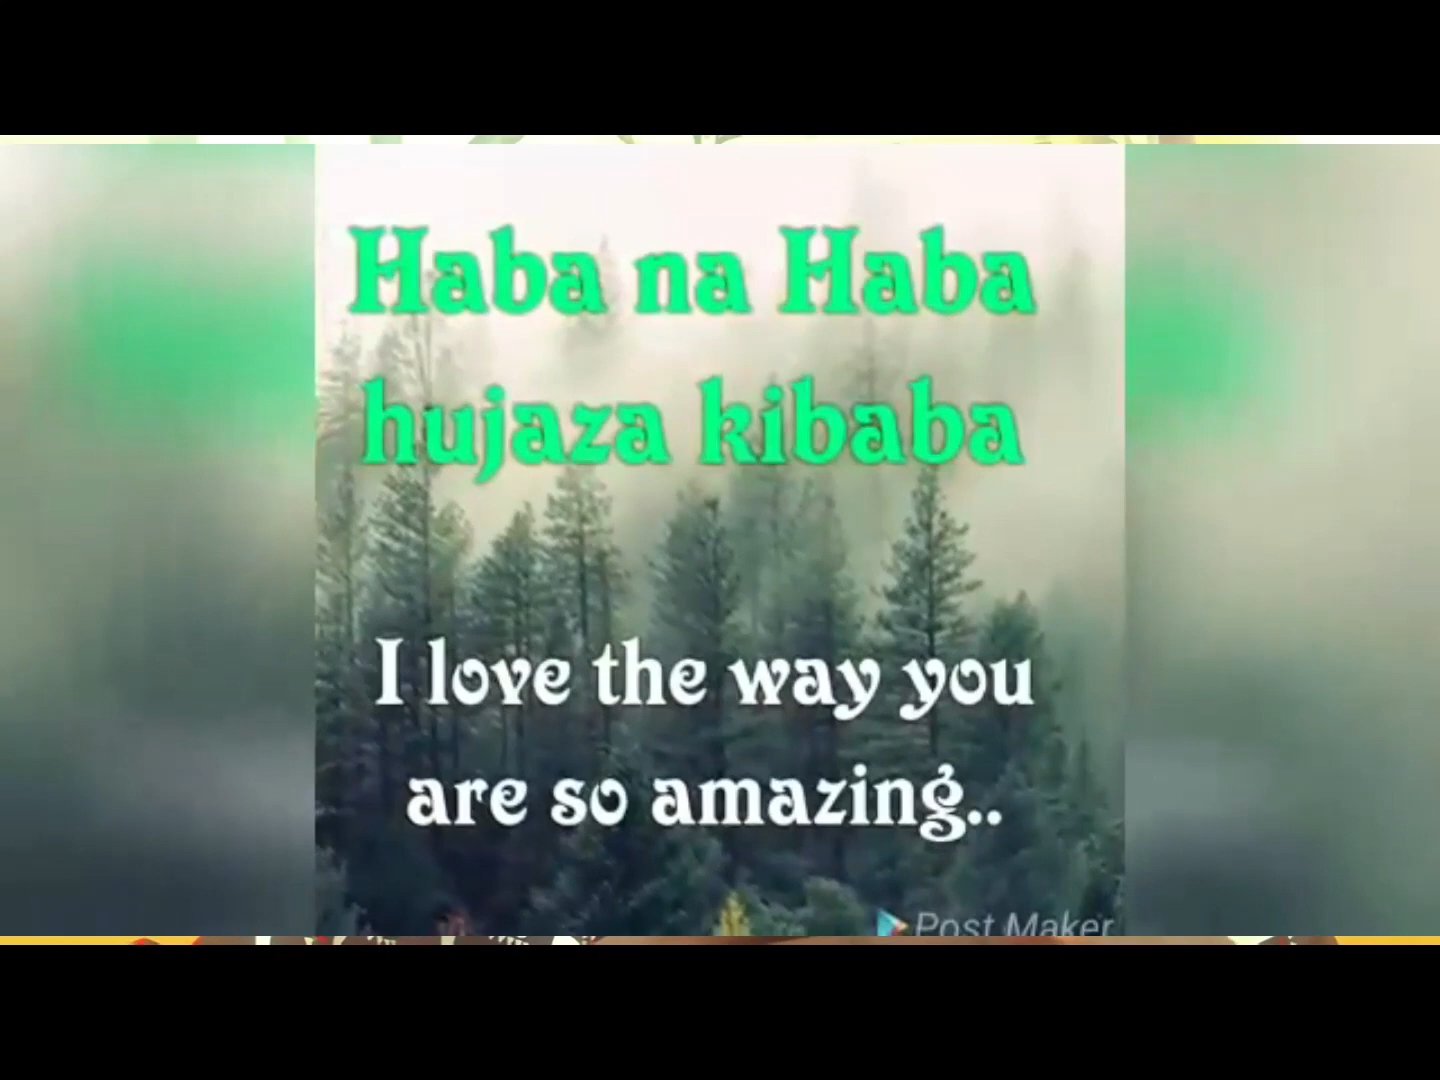 Haba na Haba
hujaza kibaba
I love the way you
are so amazing..
Post Maker